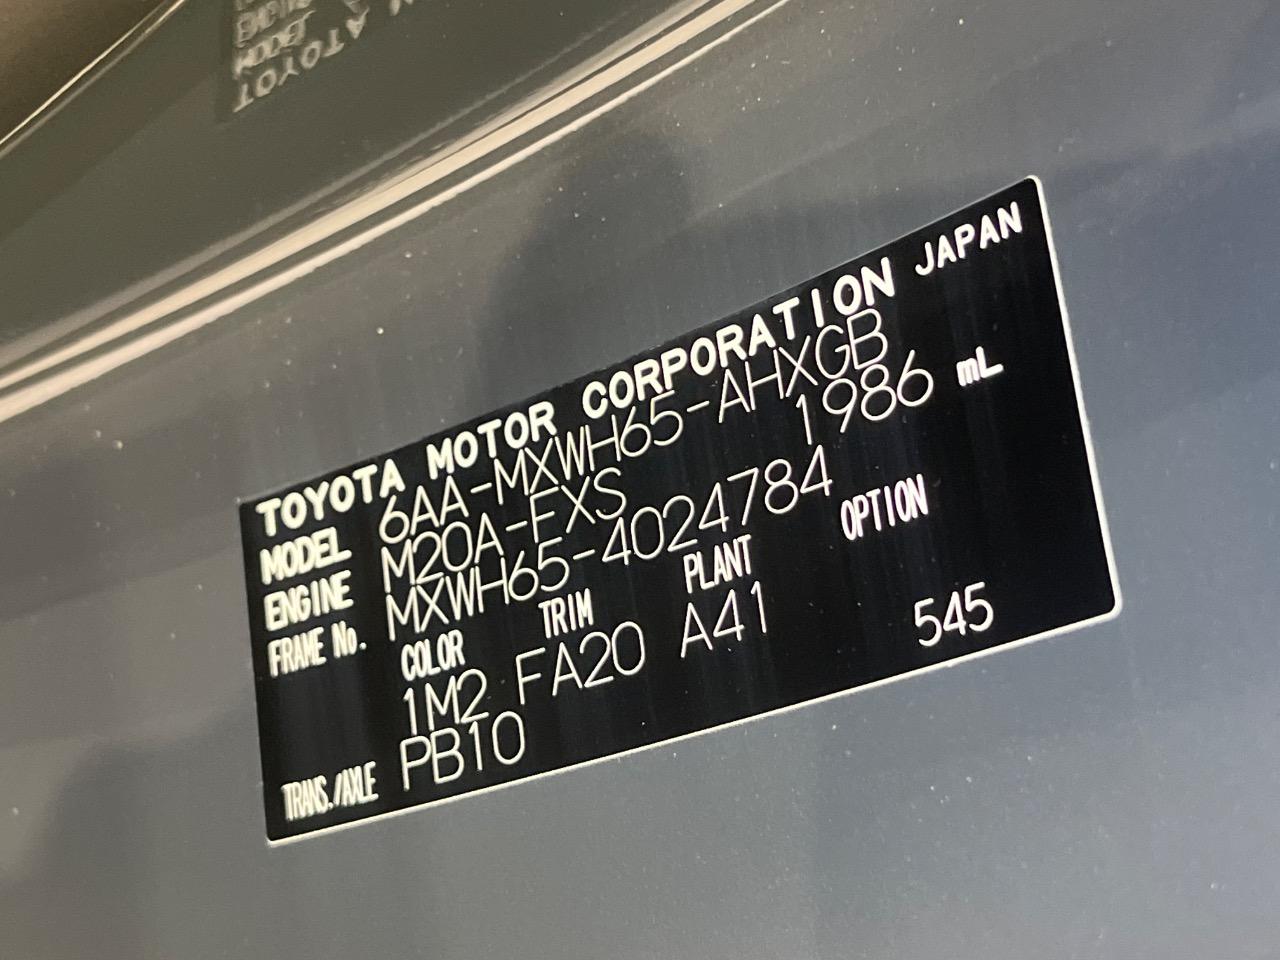 TOYOTA MOTOR CORPORATION JAPAN
MODEL 6AA-MXWH65-AHXGB
ENGINE M20A-FXS 1986 mL
FRAME No. MXWH65-4024784
COLOR TRIM PLANT OPTION
1M2 FA20 A41 545
TRANS./AXLE PB10